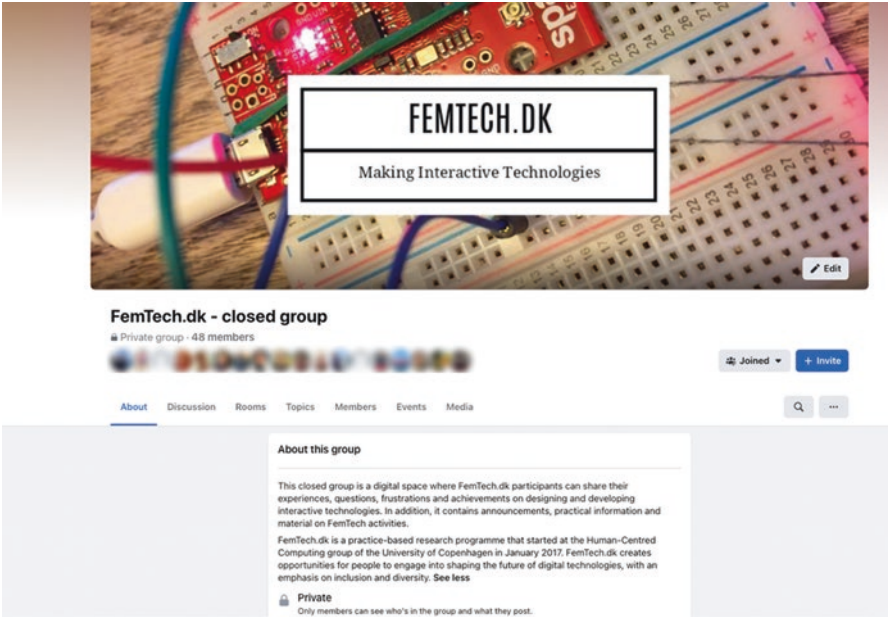 FEMTECH.DK
Making Interactive Technologies
Edit
FemTech.dk - closed group
Private group · 48 members
Joined
+ Invite
About Discussion Rooms Topics Members Events Media
About this group
This closed group is a digital space where FemTech.dk participants can share their
experiences, questions, frustrations and achievements on designing and developing
interactive technologies. In addition, it contains announcements, practical information and
material on FemTech activities.
FemTech.dk is a practice-based research programme that started at the Human-Centred
Computing group of the University of Copenhagen in January 2017. FemTech.dk creates
opportunities for people to engage into shaping the future of digital technologies, with an
emphasis on inclusion and diversity. See less
Private
Only members can see who's in the group and what they post.